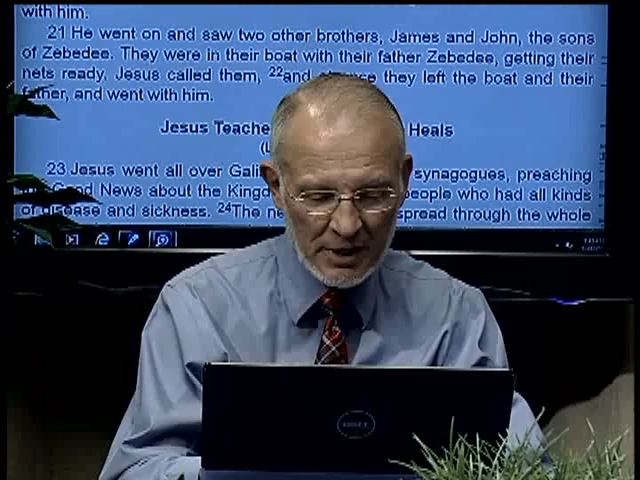 with him.
21 He went on and saw two other brothers, James and John, the sons
of Zebedee. They were in their boat with their father Zebedee, getting their
nets ready. Jesus called them, 22and they left the boat and their
father, and went with him.
Jesus Teache Heals
23 Jesus went all over Gali synagogues, preaching
Good News about the Kingd people who had all kinds
of disease and sickness. 24The ne spread through the whole